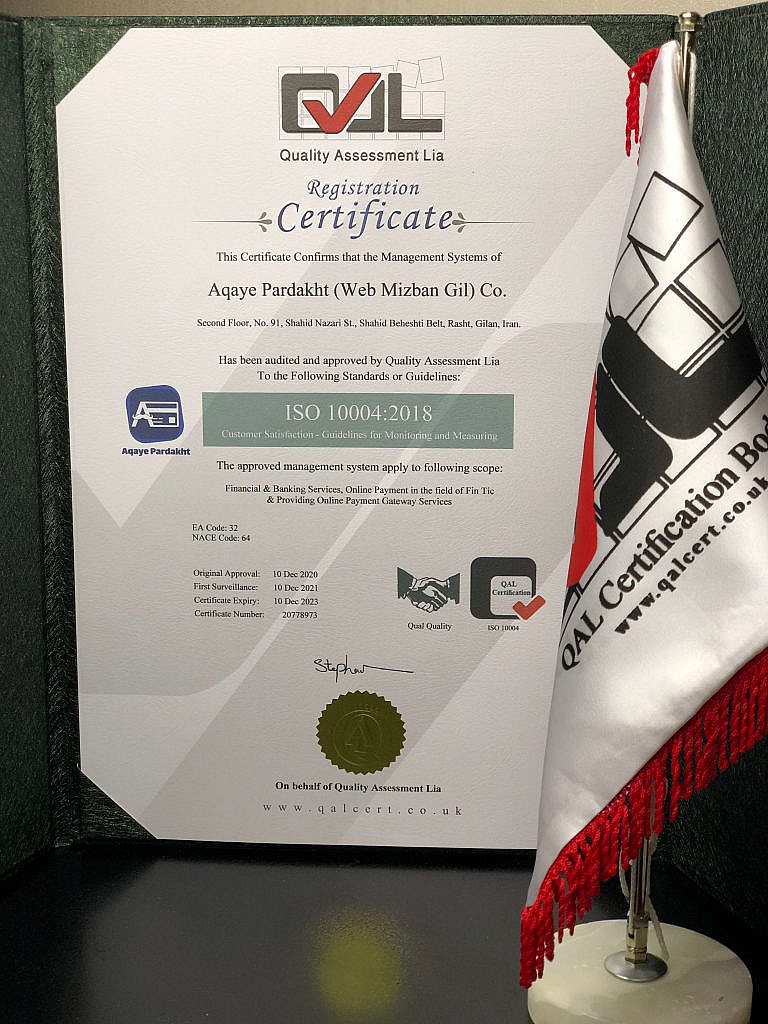 QAL
Quality Assessment Lia
Registration
Certificate
This Certificate Confirms that the Management Systems of
Aqaye Pardakht (Web Mizban Gil) Co.
Second Floor, No. 91, Shahid Nazari St., Shahid Beheshti Belt, Rasht, Gilan, Iran.
Has been audited and approved by Quality Assessment Lia
To the Following Standards or Guidelines:
ISO 10004:2018
Customer Satisfaction - Guidelines for Monitoring and Measuring
Aqaye Pardakht
The approved management system apply to following scope:
Financial & Banking Services, Online Payment in the field of Fin Tic
& Providing Online Payment Gateway Services
EA Code: 32
NACE Code: 64
Original Approval: 10 Dec 2020
First Surveillance: 10 Dec 2021
Certificate Expiry: 10 Dec 2023
Certificate Number: 20778973
Qual Quality
QAL
Certification
ISO 10004
Stephen
On behalf of Quality Assessment Lia
www.qalcert.co.uk
QAL Certification Bod
www.qalcert.co.uk